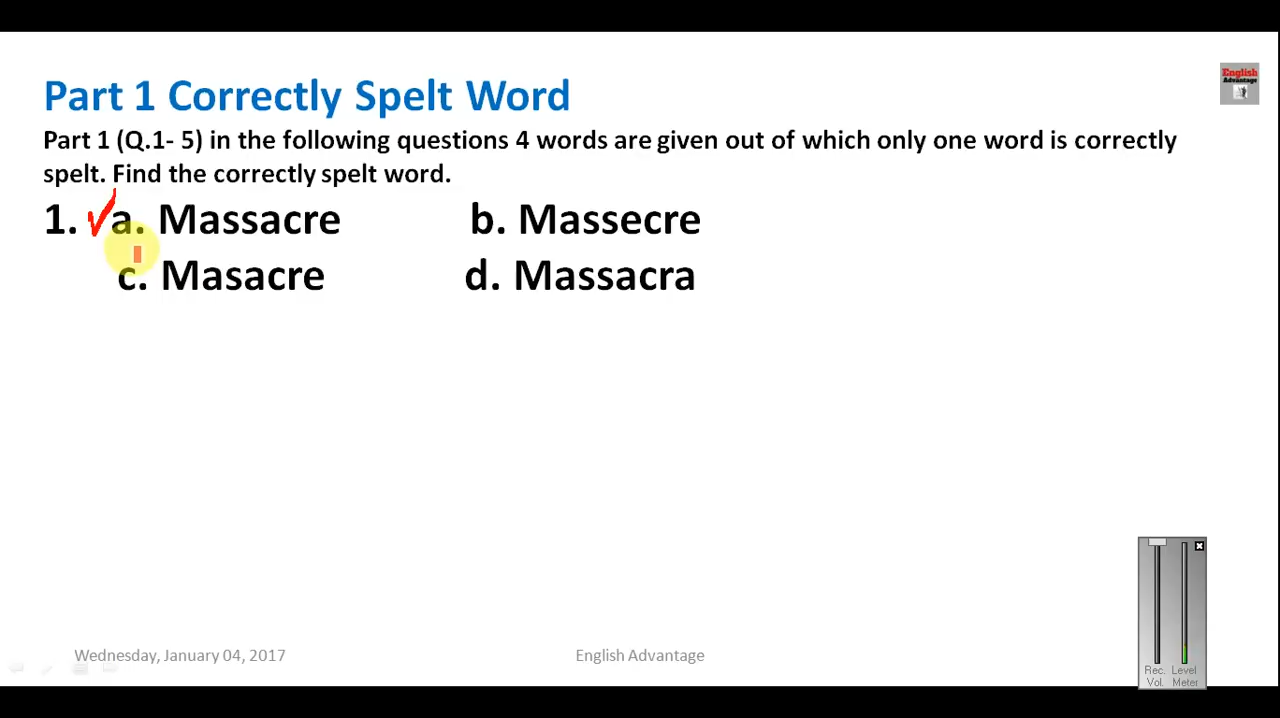 Part 1 Correctly Spelt Word
English
Advantage
Part 1 (Q.1- 5) in the following questions 4 words are given out of which only one word is correctly
spelt. Find the correctly spelt word.
1. a. Massacre b. Massecre
c. Masacre d. Massacra
Wednesday, January 04, 2017 English Advantage
Rec. Level
Vol. Meter